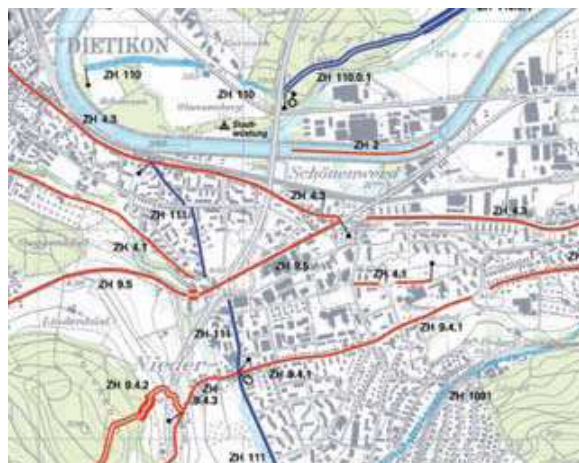 DIETIKON
ZH 110
ZH 110
ZH 110.0.1
Stadt-
wüstung
ZH 4.3
ZH 2
Schönenwerd
ZH 4.3
ZH 4.3
ZH 111
ZH 4.1
ZH 9.5
ZH 9.5
ZH 4.1
ZH 111
ZH 9.4.1
Nieder-
ZH 9.4.2
ZH
9.4.3
ZH 9.4.1
ZH 1001
ZH 111